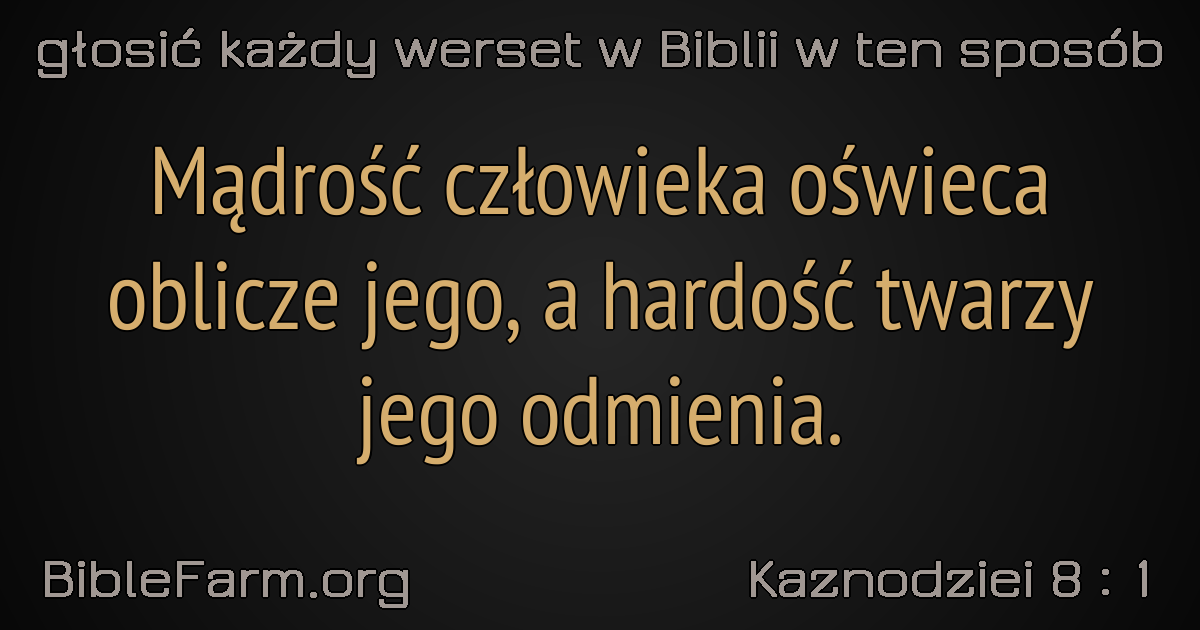 głosić każdy werset w Biblii w ten sposób
Mądrość człowieka oświeca
oblicze jego, a hardość twarzy
jego odmienia.
BibleFarm.org
Kaznodziei 8 : 1